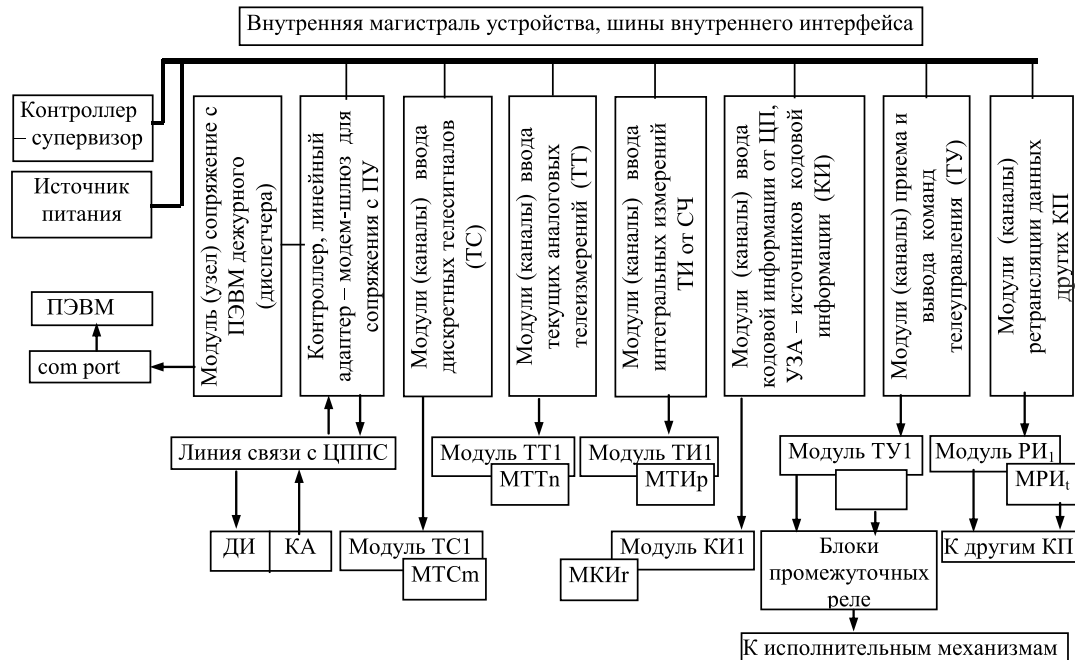 Внутренняя магистраль устройства, шины внутреннего интерфейса
Контроллер
– супервизор
Источник
питания
ПЭВМ
com port
Модуль (узел) сопряжение с
ПЭВМ дежурного
(диспетчера)
Контроллер, линейный
адаптер – модем-шлюз для
сопряжения с ПУ
Модули (каналы) ввода
дискретных телесигналов
(ТС)
Модули (каналы) ввода
текущих аналоговых
телеизмерений (ТТ)
Модули (каналы) ввода
интегральных измерений
ТИ от СЧ
Модули (каналы) ввода
кодовой информации от ЦП,
УЗА – источников кодовой
информации (КИ)
Модули (каналы) приема и
вывода команд
телеуправления (ТУ)
Модули (каналы)
ретрансляции данных
других КП
Линия связи с ЦППС
Модуль ТТ1
МТТn
Модуль ТИ1
МТИp
Модуль ТУ1
Модуль РИ₁
МРИₜ
ДИ
КА
Модуль ТС1
МТСm
Модуль КИ1
МКИr
Блоки
промежуточных
реле
К другим КП
К исполнительным механизмам